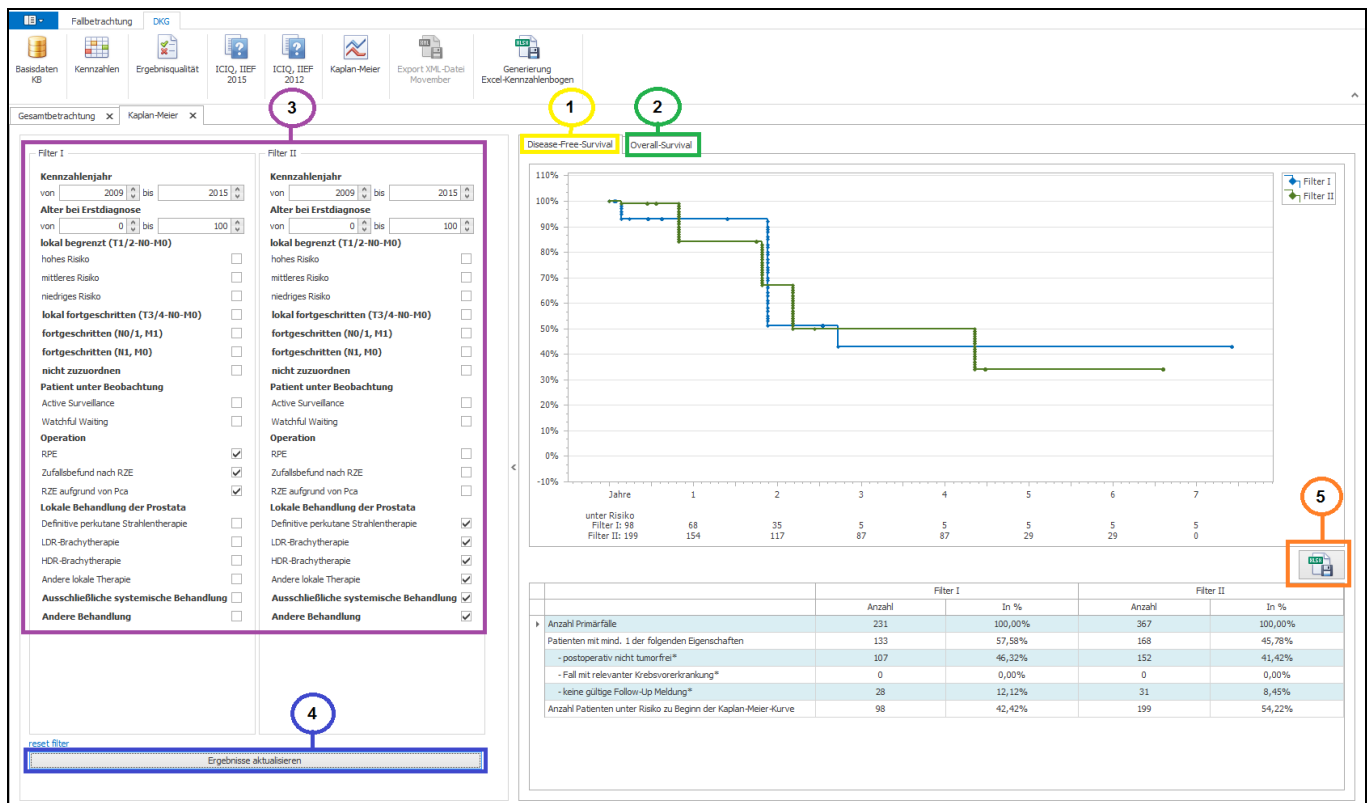 Fallbetrachtung DKG
Basisdaten KB
Kennzahlen
Ergebnisqualität
ICIQ, IIEF 2015
ICIQ, IIEF 2012
Kaplan-Meier
Export XML-Datei Movember
Generierung Excel-Kennzahlenbogen
Gesamtbetrachtung x Kaplan-Meier x
3
1
2
Filter I
Kennzahlenjahr
von 2009 bis 2015
Alter bei Erstdiagnose
von 0 bis 100
lokal begrenzt (T1/2-N0-M0)
hohes Risiko
mittleres Risiko
niedriges Risiko
lokal fortgeschritten (T3/4-N0-M0)
fortgeschritten (N0/1, M1)
fortgeschritten (N1, M0)
nicht zuzuordnen
Patient unter Beobachtung
Active Surveillance
Watchful Waiting
Operation
RPE
Zufallsbefund nach RZE
RZE aufgrund von Pca
Lokale Behandlung der Prostata
Definitive perkutane Strahlentherapie
LDR-Brachytherapie
HDR-Brachytherapie
Andere lokale Therapie
Ausschließliche systemische Behandlung
Andere Behandlung
Filter II
Kennzahlenjahr
von 2009 bis 2015
Alter bei Erstdiagnose
von 0 bis 100
lokal begrenzt (T1/2-N0-M0)
hohes Risiko
mittleres Risiko
niedriges Risiko
lokal fortgeschritten (T3/4-N0-M0)
fortgeschritten (N0/1, M1)
fortgeschritten (N1, M0)
nicht zuzuordnen
Patient unter Beobachtung
Active Surveillance
Watchful Waiting
Operation
RPE
Zufallsbefund nach RZE
RZE aufgrund von Pca
Lokale Behandlung der Prostata
Definitive perkutane Strahlentherapie
LDR-Brachytherapie
HDR-Brachytherapie
Andere lokale Therapie
Ausschließliche systemische Behandlung
Andere Behandlung
4
reset filter
Ergebnisse aktualisieren
Disease-Free-Survival Overall-Survival
110%
100%
90%
80%
70%
60%
50%
40%
30%
20%
10%
0%
-10%
Filter I
Filter II
Jahre 1 2 3 4 5 6 7
unter Risiko
Filter I: 98 68 35 5 5 5 5 5
Filter II: 199 154 117 87 87 29 29 0
5
XLSX
Filter I Filter II
Anzahl In % Anzahl In %
Anzahl Primärfälle 231 100,00% 367 100,00%
Patienten mit mind. 1 der folgenden Eigenschaften 133 57,58% 168 45,78%
- postoperativ nicht tumorfrei* 107 46,32% 152 41,42%
- Fall mit relevanter Krebsvorerkrankung* 0 0,00% 0 0,00%
- keine gültige Follow-Up Meldung* 28 12,12% 31 8,45%
Anzahl Patienten unter Risiko zu Beginn der Kaplan-Meier-Kurve 98 42,42% 199 54,22%